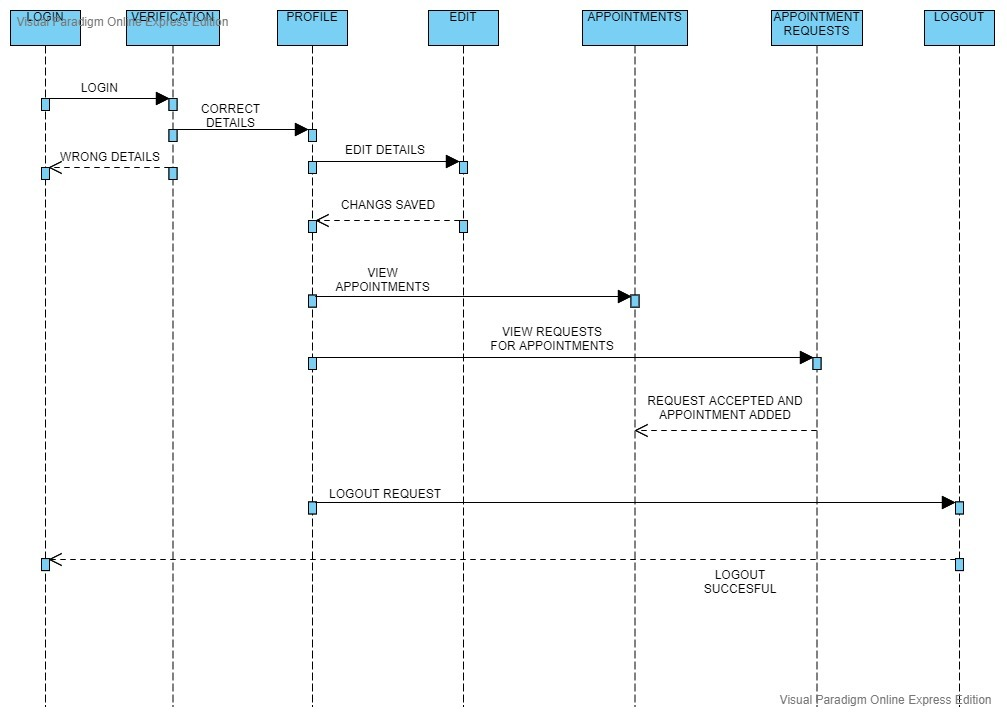 LOGIN
VERIFICATION
PROFILE
EDIT
APPOINTMENTS
APPOINTMENT
REQUESTS
LOGOUT
Visual Paradigm Online Express Edition
LOGIN
CORRECT
DETAILS
WRONG DETAILS
EDIT DETAILS
CHANGS SAVED
VIEW
APPOINTMENTS
VIEW REQUESTS
FOR APPOINTMENTS
REQUEST ACCEPTED AND
APPOINTMENT ADDED
LOGOUT REQUEST
LOGOUT
SUCCESFUL
Visual Paradigm Online Express Edition